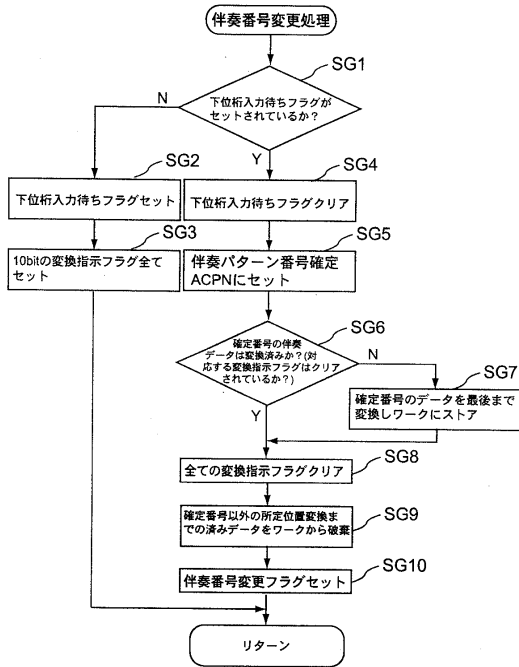 伴奏番号変更処理
SG1
下位桁入力待ちフラグが
セットされているか？
N
Y
SG2
下位桁入力待ちフラグセット
SG4
下位桁入力待ちフラグクリア
SG3
10bitの変換指示フラグ全て
セット
SG5
伴奏パターン番号確定
ACPNにセット
SG6
確定番号の伴奏
データは変換済みか？(対
応する変換指示フラグはクリア
されているか？)
N
Y
SG7
確定番号のデータを最後まで
変換しワークにストア
SG8
全ての変換指示フラグクリア
SG9
確定番号以外の所定位置変換ま
での済みデータをワークから破棄
SG10
伴奏番号変更フラグセット
リターン